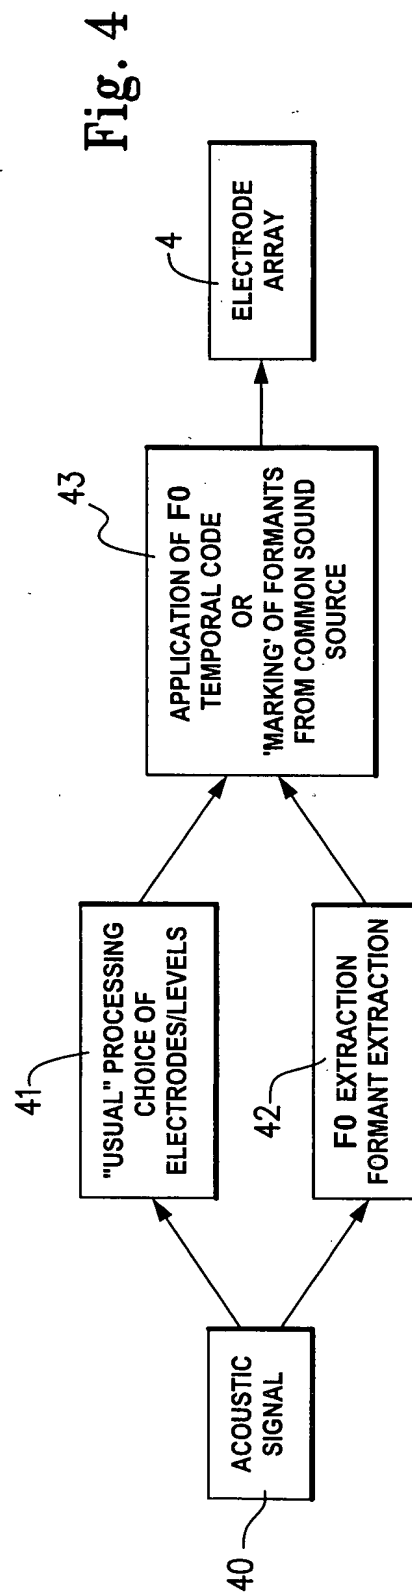 Fig. 4
40
ACOUSTIC
SIGNAL
41
"USUAL" PROCESSING
CHOICE OF
ELECTRODES/LEVELS
42
F0 EXTRACTION
FORMANT EXTRACTION
43
APPLICATION OF F0
TEMPORAL CODE
OR
'MARKING' OF FORMANTS
FROM COMMON SOUND
SOURCE
4
ELECTRODE
ARRAY